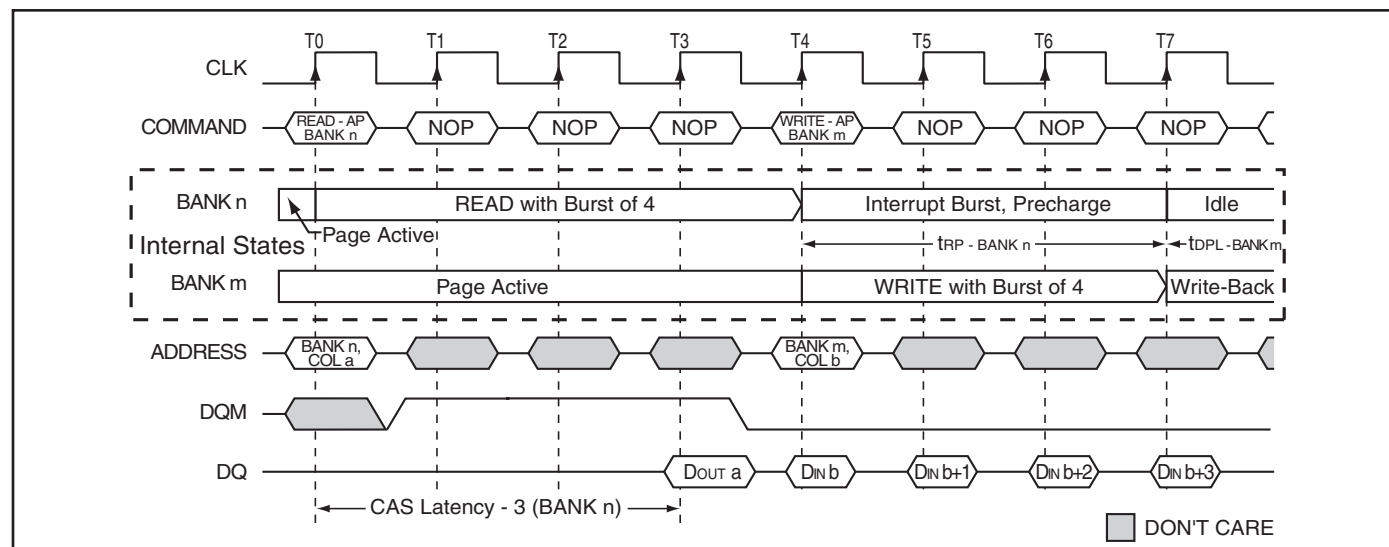 T0 T1 T2 T3 T4 T5 T6 T7
CLK
COMMAND READ - AP BANK n NOP NOP NOP WRITE - AP BANK m NOP NOP NOP
BANK n READ with Burst of 4 Interrupt Burst, Precharge Idle
Page Active
Internal States
tRP - BANK n tDPL - BANK m
BANK m Page Active WRITE with Burst of 4 Write-Back
ADDRESS BANK n, COL a BANK m, COL b
DQM
DQ DOUT a DIN b DIN b+1 DIN b+2 DIN b+3
CAS Latency - 3 (BANK n)
DON'T CARE